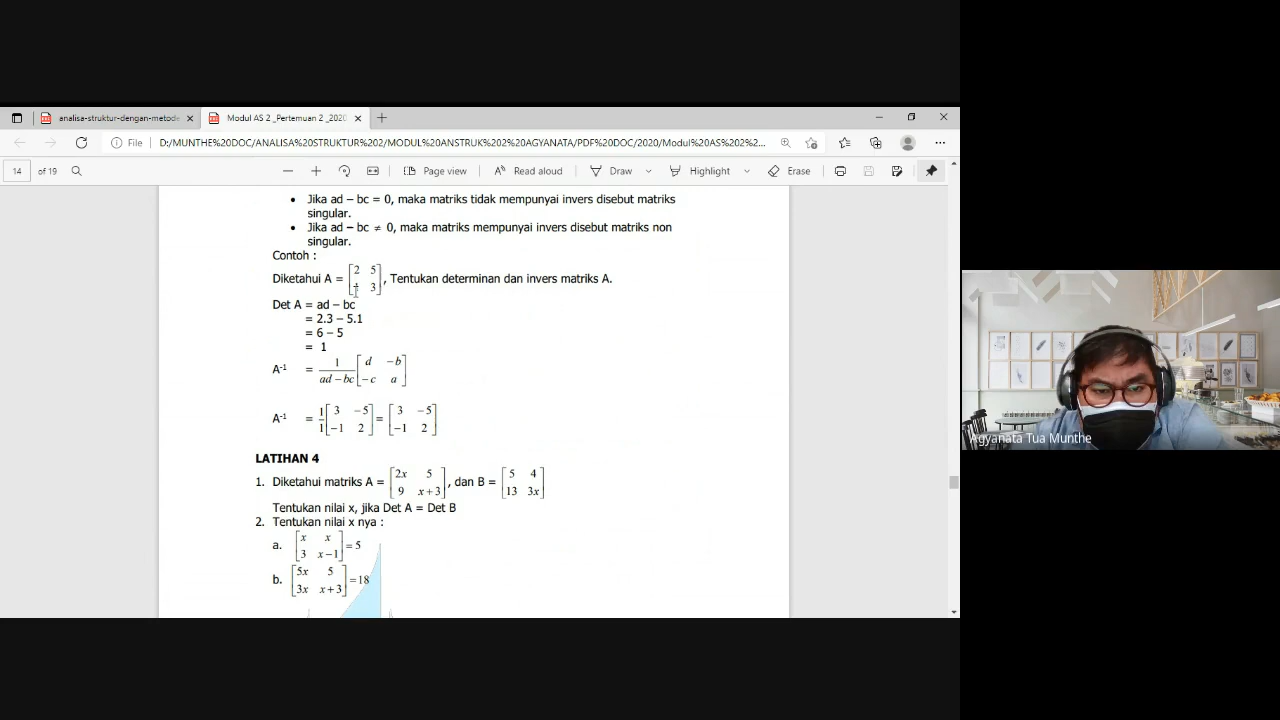 analisa-struktur-dengan-metode
Modul AS 2 _Pertemuan 2 _2020
File
D:/MUNTHE%20DOC/ANALISA%20STRUKTUR%202/MODUL%20ANSTRUK%202%20AGYANATA/PDF%20DOC/2020/Modul%20AS%202%...
14 of 19
Page view
Read aloud
Draw
Highlight
Erase
• Jika ad – bc = 0, maka matriks tidak mempunyai invers disebut matriks
singular.
• Jika ad – bc ≠ 0, maka matriks mempunyai invers disebut matriks non
singular.
Contoh :
Diketahui A = [2 5; 3], Tentukan determinan dan invers matriks A.
Det A = ad – bc
= 2.3 – 5.1
= 6 – 5
= 1
A-1 = 1/(ad – bc) [d –b; –c a]
A-1 = 1/1 [3 –5; –1 2] = [3 –5; –1 2]
LATIHAN 4
1. Diketahui matriks A = [2x 5; 9 x+3], dan B = [5 4; 13 3x]
Tentukan nilai x, jika Det A = Det B
2. Tentukan nilai x nya :
a. [x x; 3 x–1] = 5
b. [5x 5; 3x x+3] = 18
Agyanata Tua Munthe